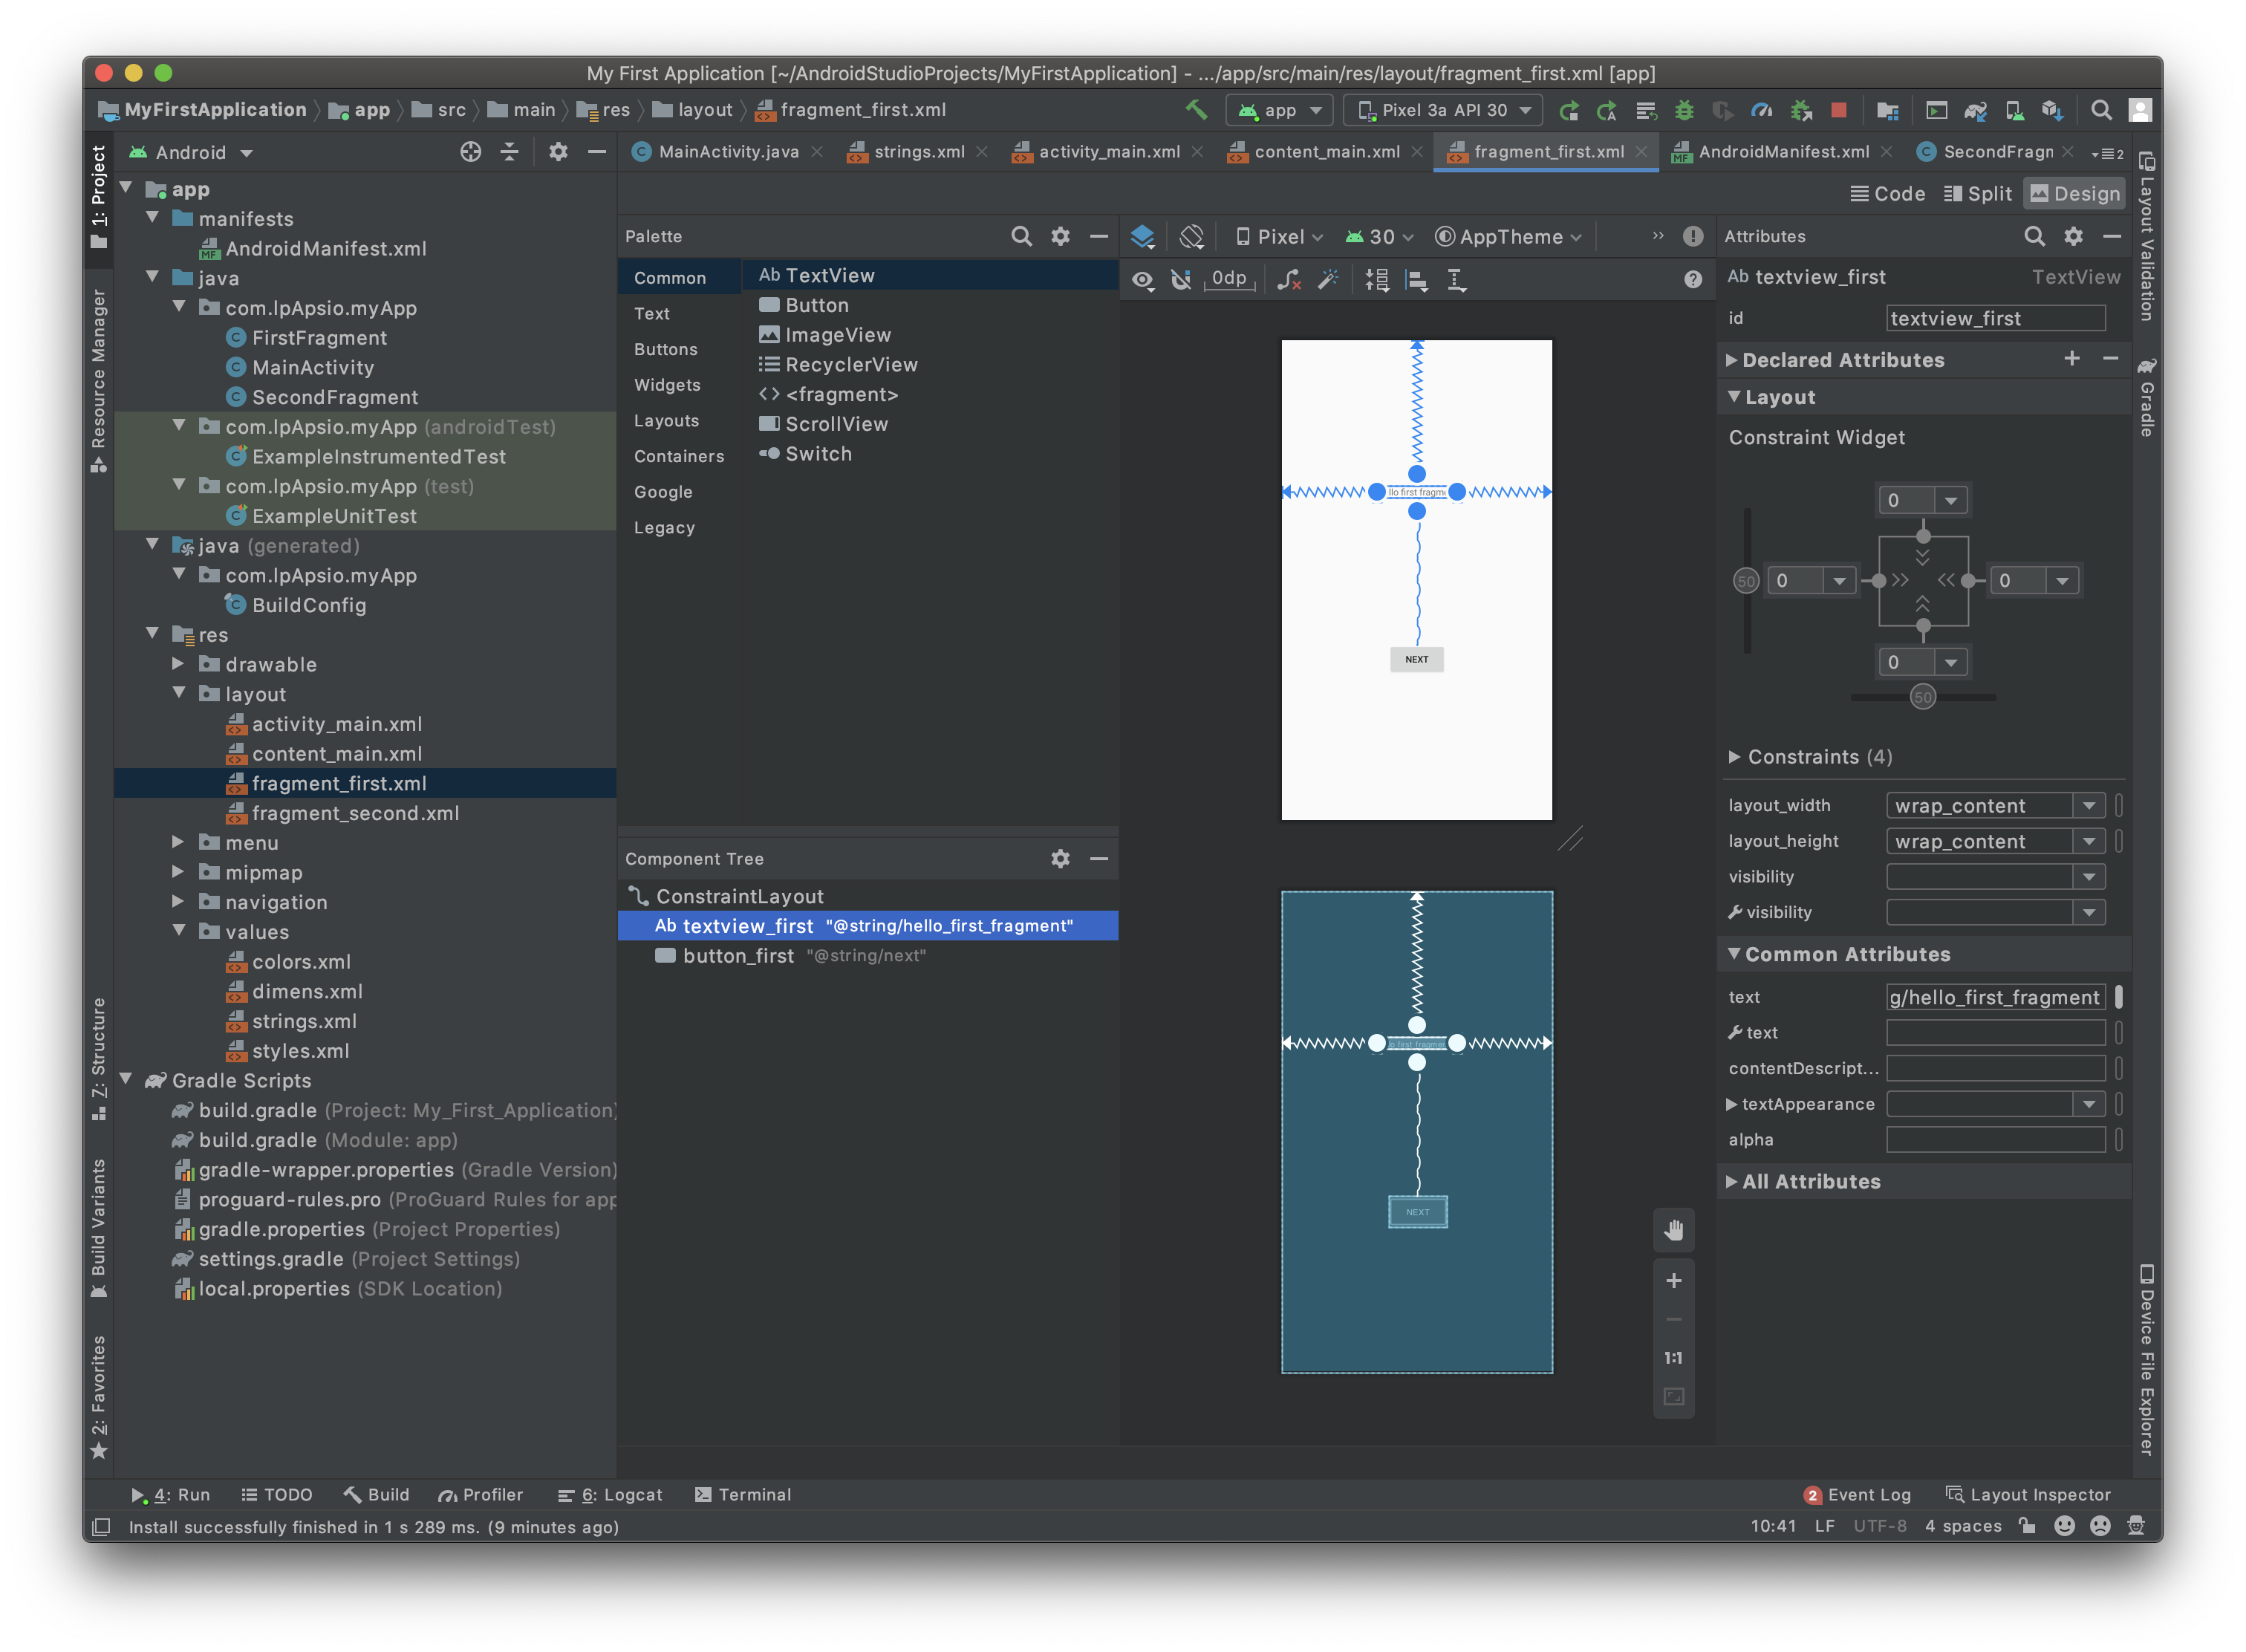 My First Application [~/AndroidStudioProjects/MyFirstApplication] - .../app/src/main/res/layout/fragment_first.xml [app]
MyFirstApplication app src main res layout fragment_first.xml
app
Pixel 3a API 30
1: Project
Resource Manager
7: Structure
Build Variants
2: Favorites
Android
app
manifests
AndroidManifest.xml
java
com.lpApsio.myApp
FirstFragment
MainActivity
SecondFragment
com.lpApsio.myApp (androidTest)
ExampleInstrumentedTest
com.lpApsio.myApp (test)
ExampleUnitTest
java (generated)
com.lpApsio.myApp
BuildConfig
res
drawable
layout
activity_main.xml
content_main.xml
fragment_first.xml
fragment_second.xml
menu
mipmap
navigation
values
colors.xml
dimens.xml
strings.xml
styles.xml
Gradle Scripts
build.gradle (Project: My_First_Application)
build.gradle (Module: app)
gradle-wrapper.properties (Gradle Version)
proguard-rules.pro (ProGuard Rules for app
gradle.properties (Project Properties)
settings.gradle (Project Settings)
local.properties (SDK Location)
MainActivity.java strings.xml activity_main.xml content_main.xml fragment_first.xml AndroidManifest.xml SecondFragn 2
Code Split Design
Palette
Common
Text
Buttons
Widgets
Layouts
Containers
Google
Legacy
Ab TextView
Button
ImageView
RecyclerView
<fragment>
ScrollView
Switch
Component Tree
ConstraintLayout
Ab textview_first "@string/hello_first_fragment"
button_first "@string/next"
Pixel 30 AppTheme
0dp
llo first fragm
NEXT
lo first fragme
NEXT
1:1
Attributes
Ab textview_first TextView
id textview_first
Declared Attributes
Layout
Constraint Widget
0
50 0 0
0
50
Constraints (4)
layout_width wrap_content
layout_height wrap_content
visibility
visibility
Common Attributes
text g/hello_first_fragment
text
contentDescript...
textAppearance
alpha
All Attributes
Layout Validation
Gradle
Device File Explorer
4: Run TODO Build Profiler 6: Logcat Terminal
2 Event Log Layout Inspector
Install successfully finished in 1 s 289 ms. (9 minutes ago)
10:41 LF UTF-8 4 spaces